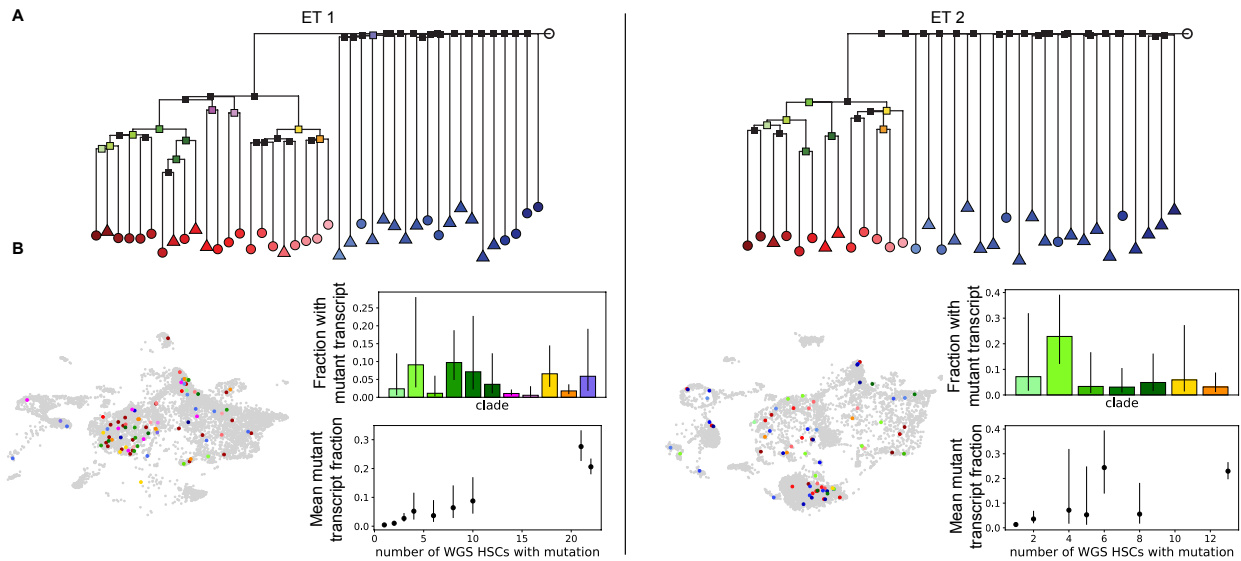 A
ET 1
ET 2
B
Fraction with
mutant transcript
0.25
0.20
0.15
0.10
0.05
0.00
clade
Mean mutant
transcript fraction
0.3
0.2
0.1
0.0
0
5
10
15
20
number of WGS HSCs with mutation
Fraction with
mutant transcript
0.4
0.3
0.2
0.1
0.0
clade
Mean mutant
transcript fraction
0.4
0.3
0.2
0.1
0.0
2
4
6
8
10
12
number of WGS HSCs with mutation